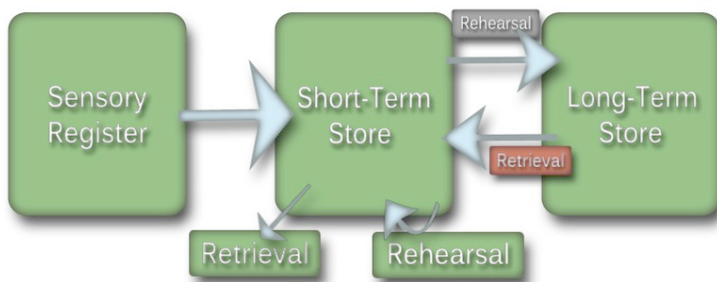 Rehearsal
Sensory
Register
Short-Term
Store
Long-Term
Store
Retrieval
Retrieval
Rehearsal